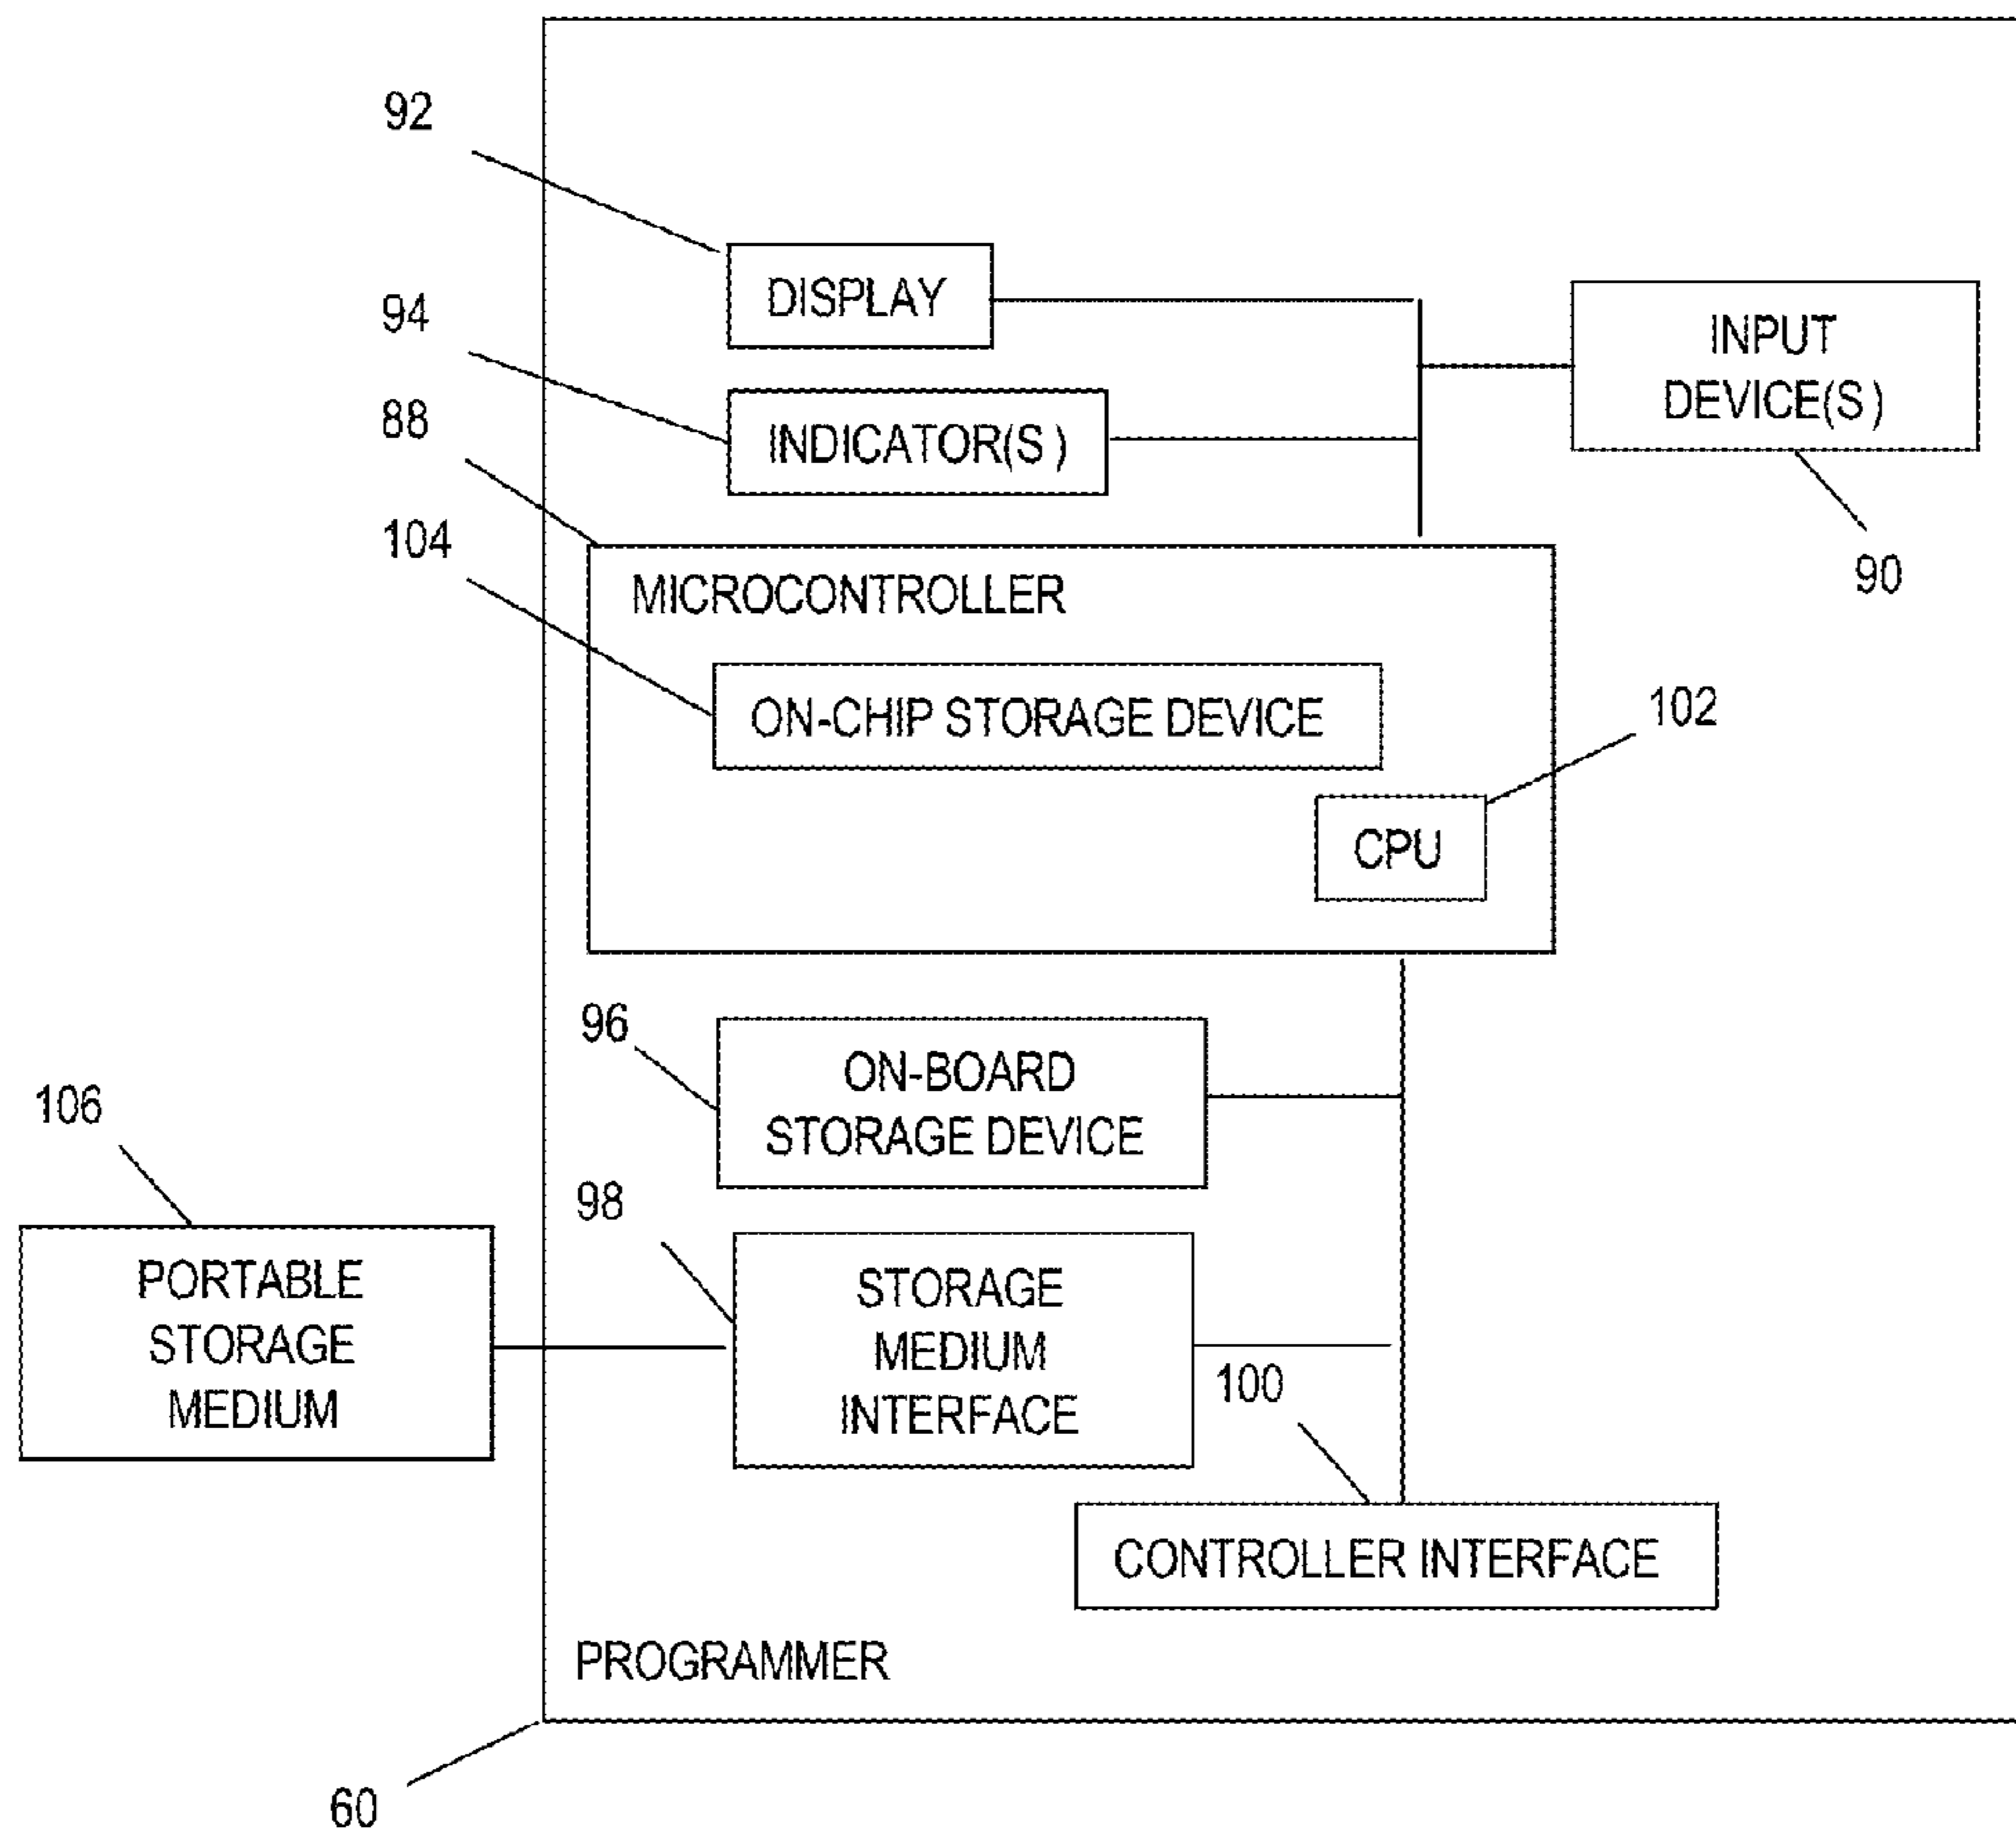 92
DISPLAY
94
INPUT
DEVICE(S)
88
INDICATOR(S)
104
90
MICROCONTROLLER
ON-CHIP STORAGE DEVICE
102
CPU
96
ON-BOARD
STORAGE DEVICE
106
98
PORTABLE
STORAGE
MEDIUM
STORAGE
MEDIUM
INTERFACE
100
CONTROLLER INTERFACE
PROGRAMMER
60